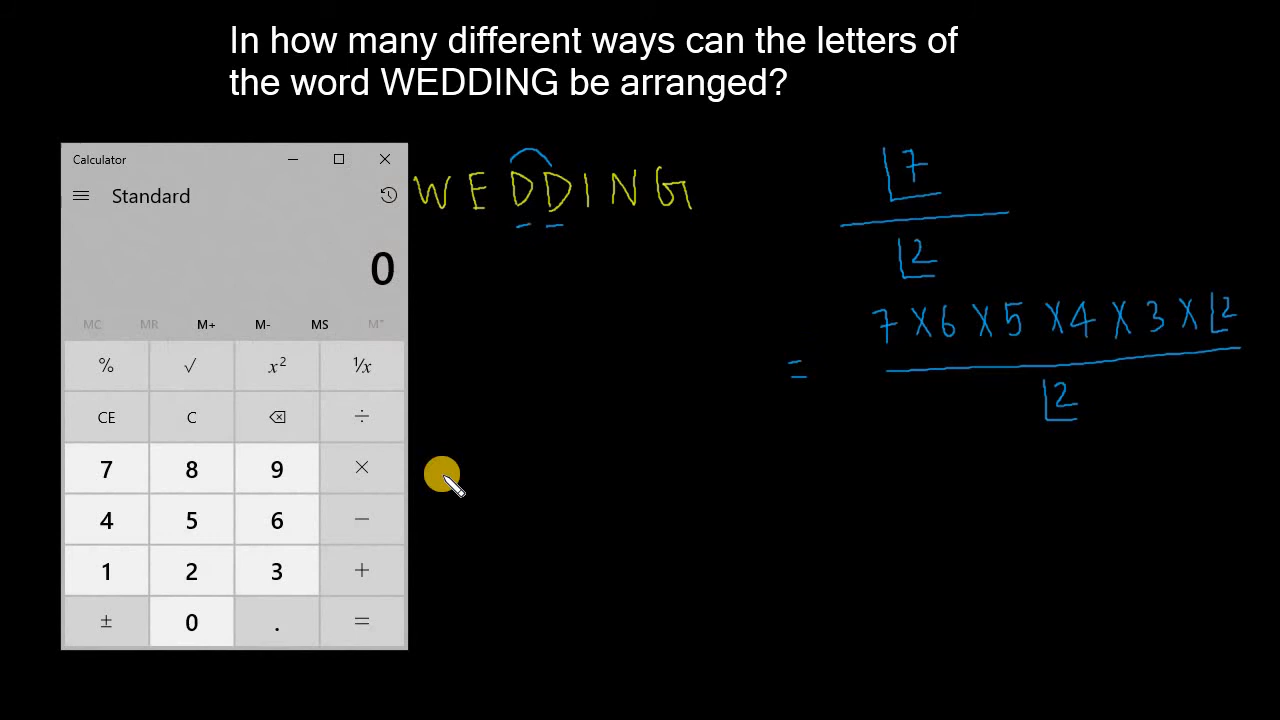 In how many different ways can the letters of
the word WEDDING be arranged?
Calculator
Standard
0
MC MR M+ M- MS M˅
% √ x² ¹/x
CE C ⌫ ÷
7 8 9 ×
4 5 6 −
1 2 3 +
± 0 . =
W E D D I N G
|7
|2
= 7 X 6 X 5 X 4 X 3 X |2
|2